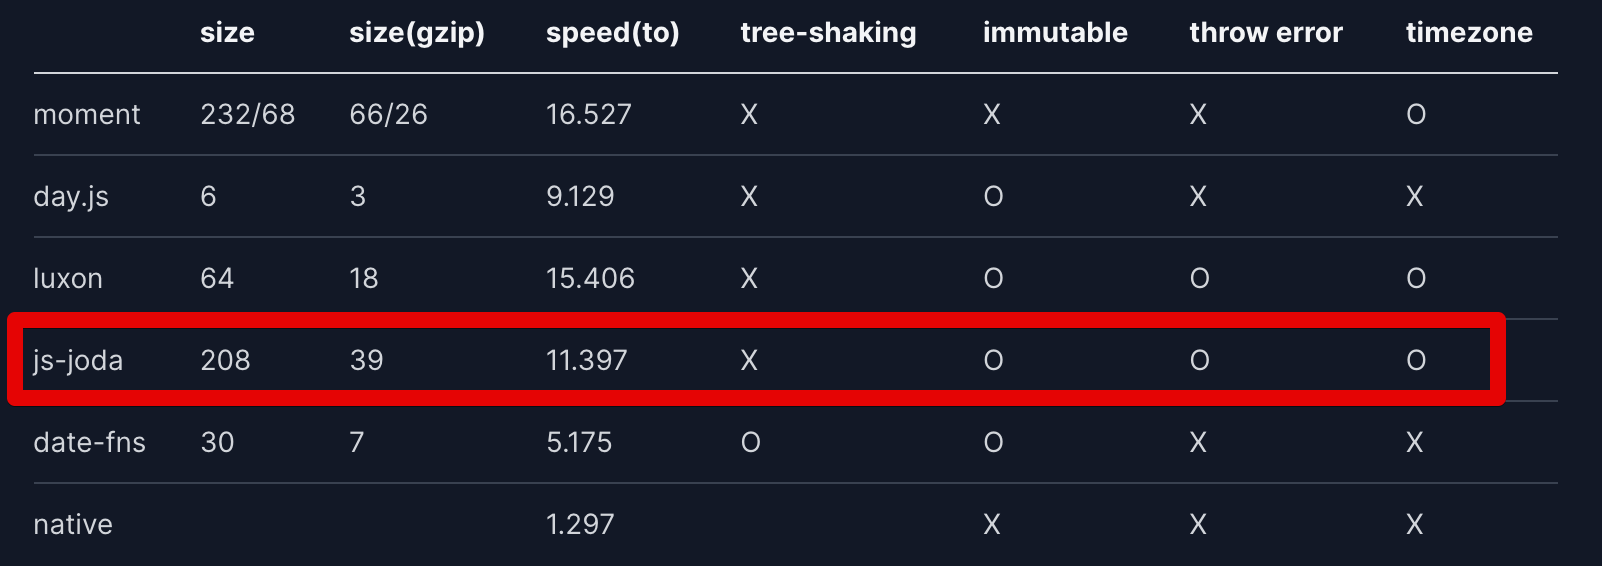 size size(gzip) speed(to) tree-shaking immutable throw error timezone
moment 232/68 66/26 16.527 X X X O
day.js 6 3 9.129 X O X X
luxon 64 18 15.406 X O O O
js-joda 208 39 11.397 X O O O
date-fns 30 7 5.175 O O X X
native 1.297 X X X